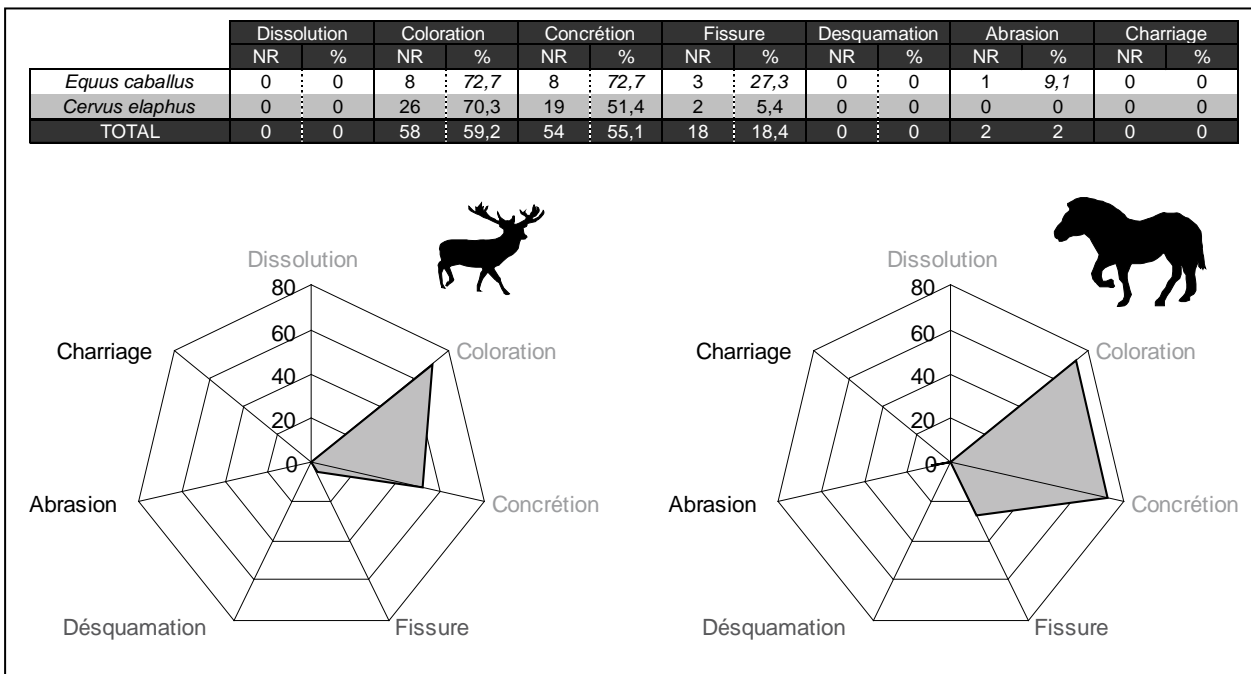 Dissolution Coloration Concrétion Fissure Desquamation Abrasion Charriage
NR % NR % NR % NR % NR % NR % NR %
Equus caballus 0 0 8 72,7 8 72,7 3 27,3 0 0 1 9,1 0 0
Cervus elaphus 0 0 26 70,3 19 51,4 2 5,4 0 0 0 0 0 0
TOTAL 0 0 58 59,2 54 55,1 18 18,4 0 0 2 2 0 0
Dissolution
80
60
40
20
0
Coloration
Concrétion
Fissure
Désquamation
Abrasion
Charriage
Dissolution
80
60
40
20
0
Coloration
Concrétion
Fissure
Désquamation
Abrasion
Charriage